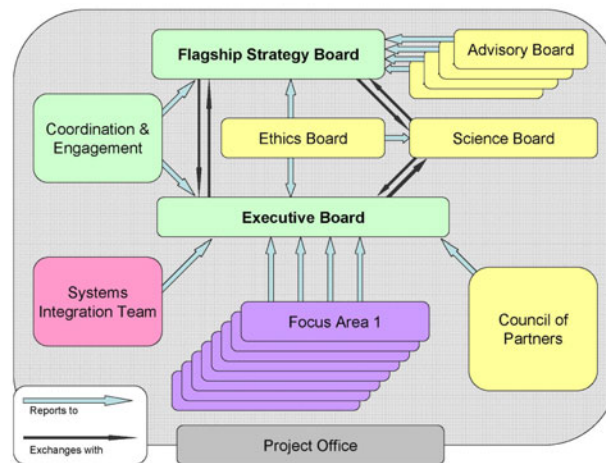 Flagship Strategy Board
Advisory Board
Coordination &
Engagement
Ethics Board
Science Board
Executive Board
Systems
Integration Team
Focus Area 1
Council of
Partners
Reports to
Exchanges with
Project Office